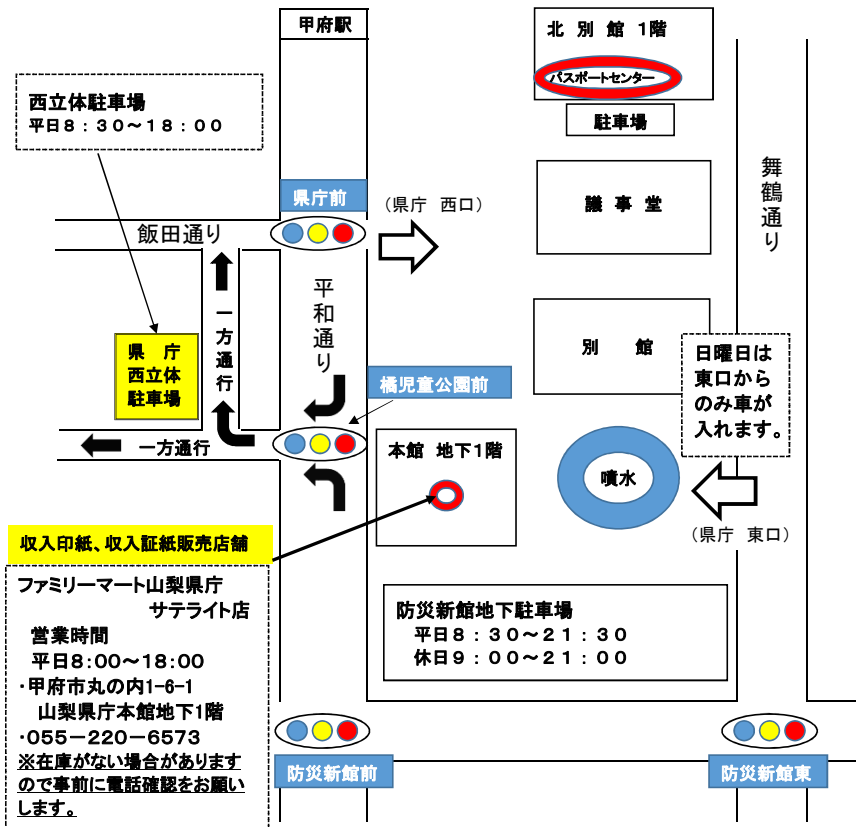 甲府駅
北 別 館 1階
パスポートセンター
駐車場
西立体駐車場
平日8：30～18：00
県庁前
(県庁 西口)
議 事 堂
舞鶴通り
飯田通り
一方通行
平和通り
県 庁
西立体
駐車場
別 館
日曜日は
東口から
のみ車が
入れます。
橘児童公園前
一方通行
本館 地下1階
噴水
(県庁 東口)
収入印紙、収入証紙販売店舗
ファミリーマート山梨県庁
サテライト店
営業時間
平日8:00～18:00
・甲府市丸の内1-6-1
山梨県庁本館地下1階
・055－220－6573
※在庫がない場合があります
ので事前に電話確認をお願い
します。
防災新館地下駐車場
平日8：30～21：30
休日9：00～21：00
防災新館前
防災新館東